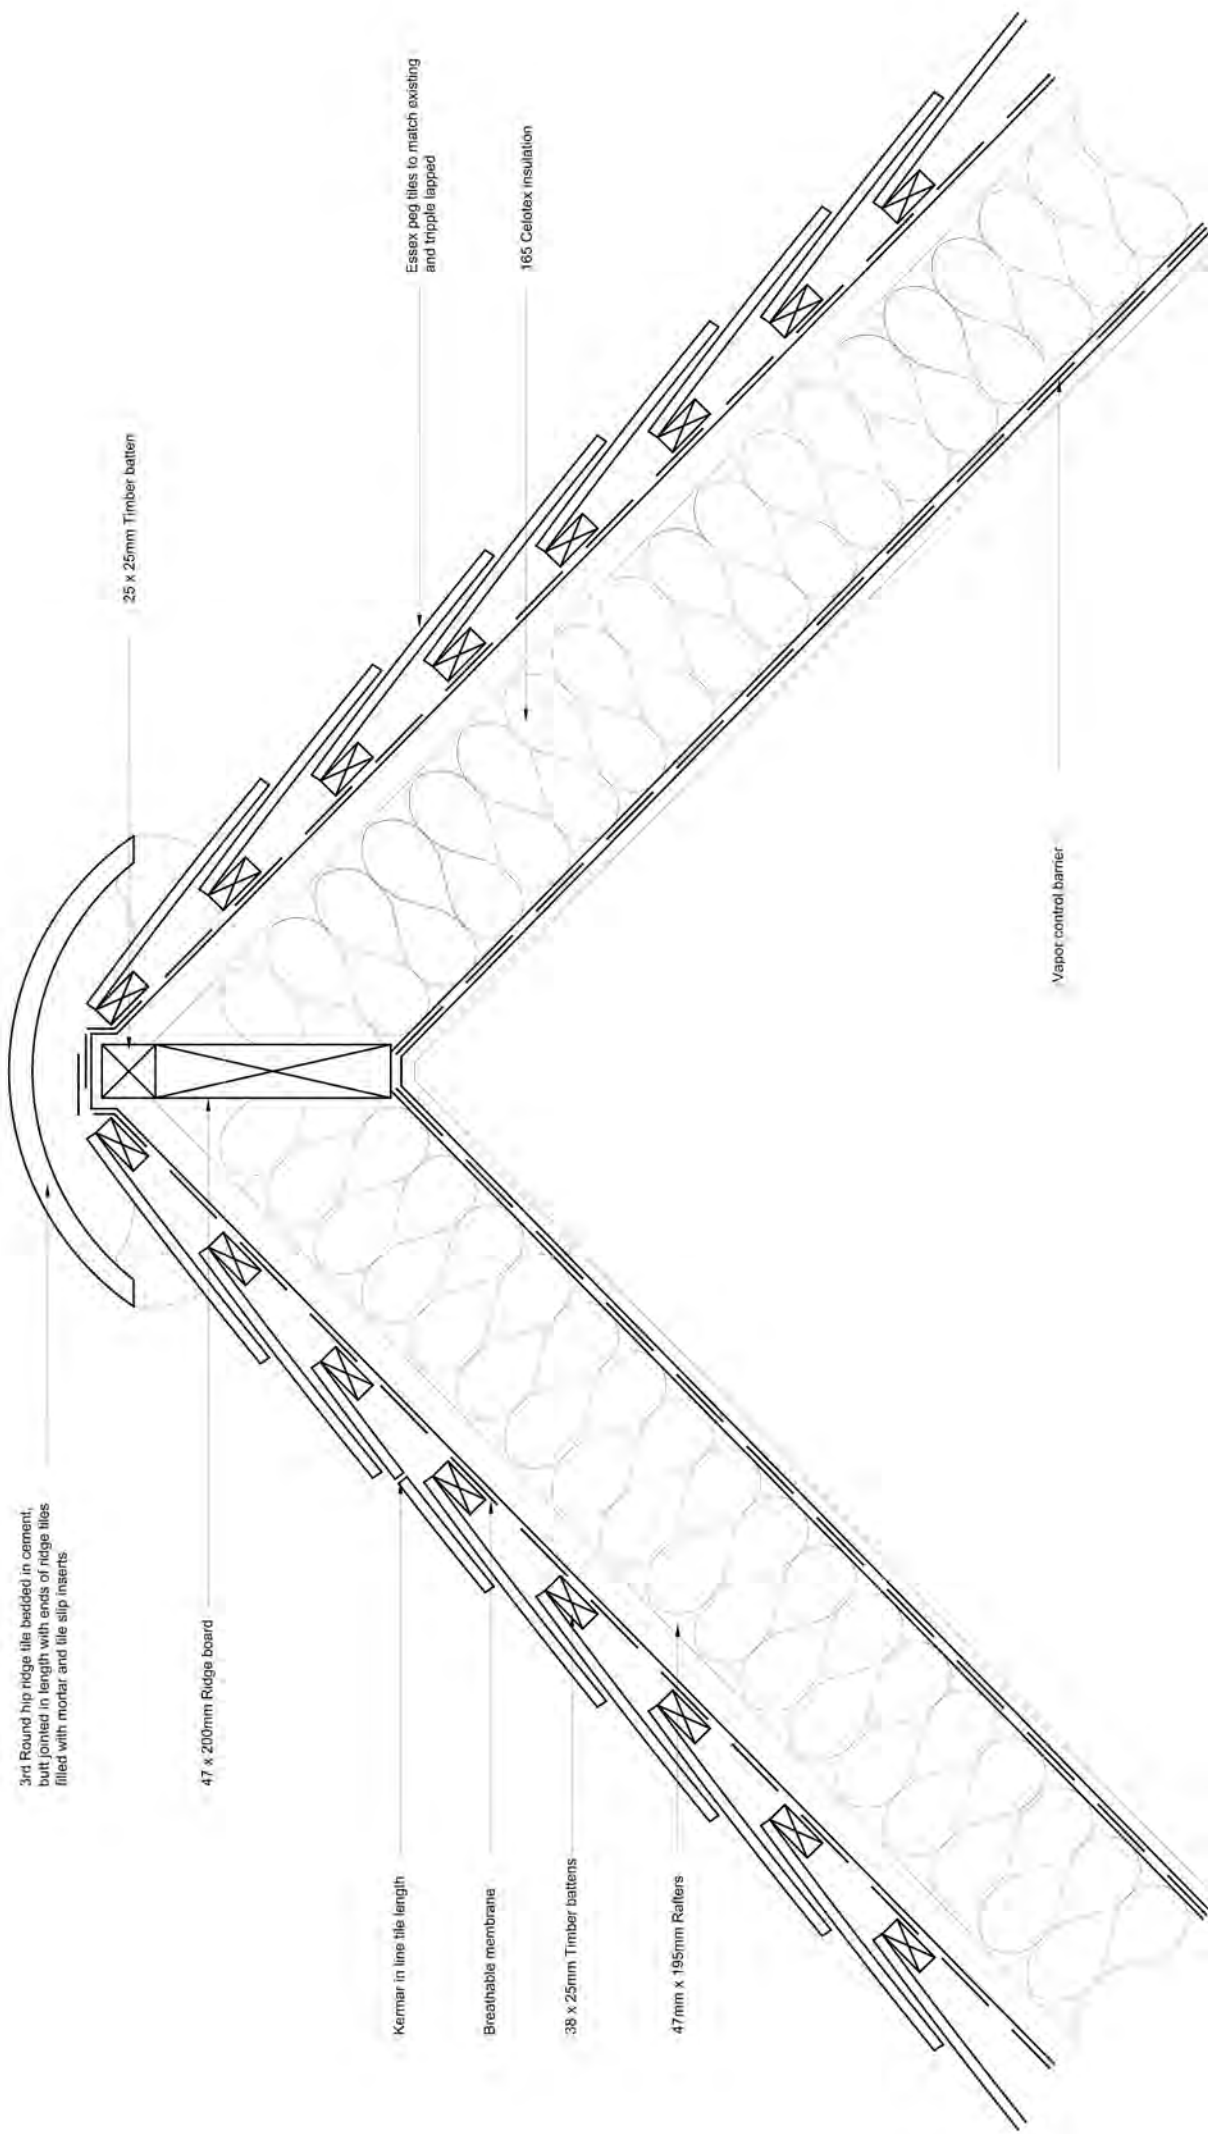 3rd Round hip ridge tile bedded in cement,
butt jointed in length with ends of ridge tiles
filled with mortar and tile slip inserts
47 x 200mm Ridge board
25 x 25mm Timber batten
Essex peg tiles to match existing
and tripple lapped
165 Celotex insulation
Kermar in line tile length
Breathable membrane
38 x 25mm Timber battens
47mm x 195mm Rafters
Vapor control barrier